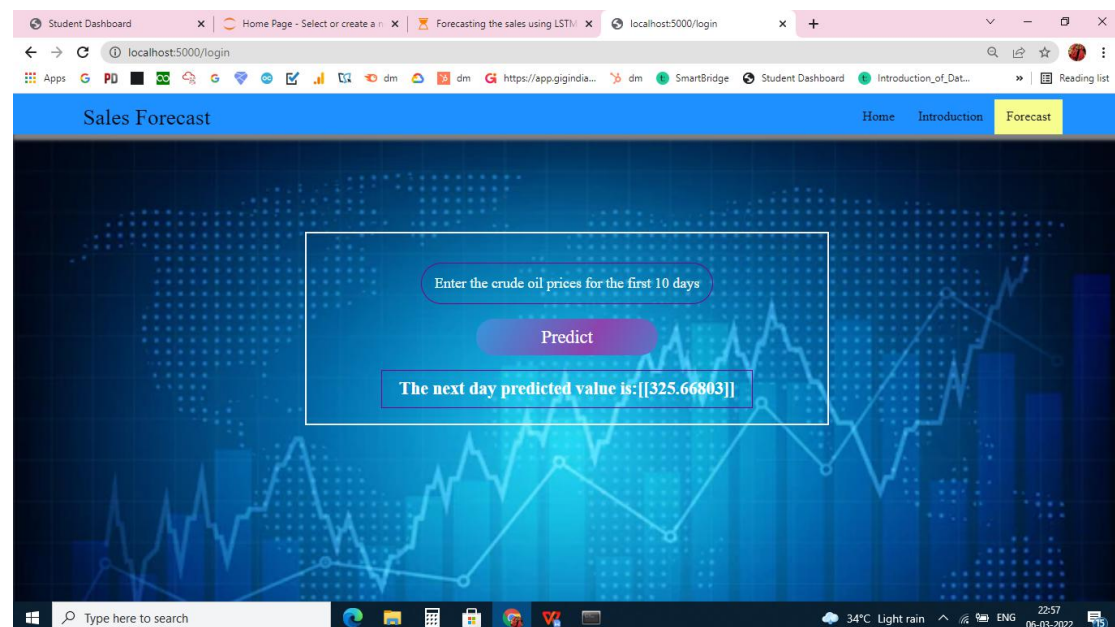 Student Dashboard
Home Page - Select or create a n
Forecasting the sales using LSTM
localhost:5000/login
localhost:5000/login
Apps
PD
dm
dm
https://app.gigindia...
dm
SmartBridge
Student Dashboard
Introduction_of_Dat...
»
Reading list
Sales Forecast
Home
Introduction
Forecast
Enter the crude oil prices for the first 10 days
Predict
The next day predicted value is:[[325.66803]]
Type here to search
34°C Light rain
ENG
22:57
06-03-2022
15